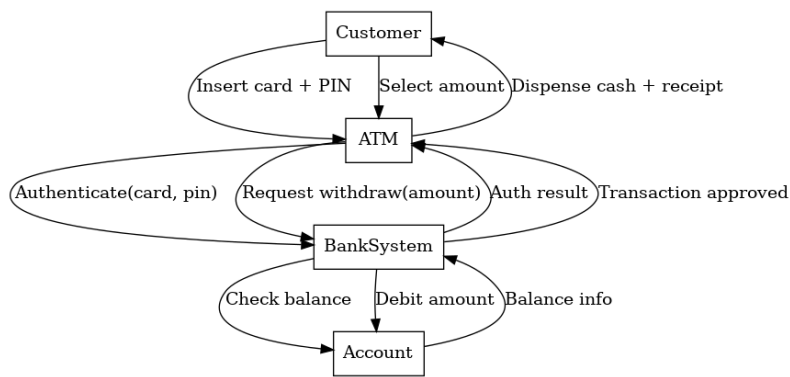 Customer
Insert card + PIN
Select amount
Dispense cash + receipt
ATM
Authenticate(card, pin)
Request withdraw(amount)
Auth result
Transaction approved
BankSystem
Check balance
Debit amount
Balance info
Account